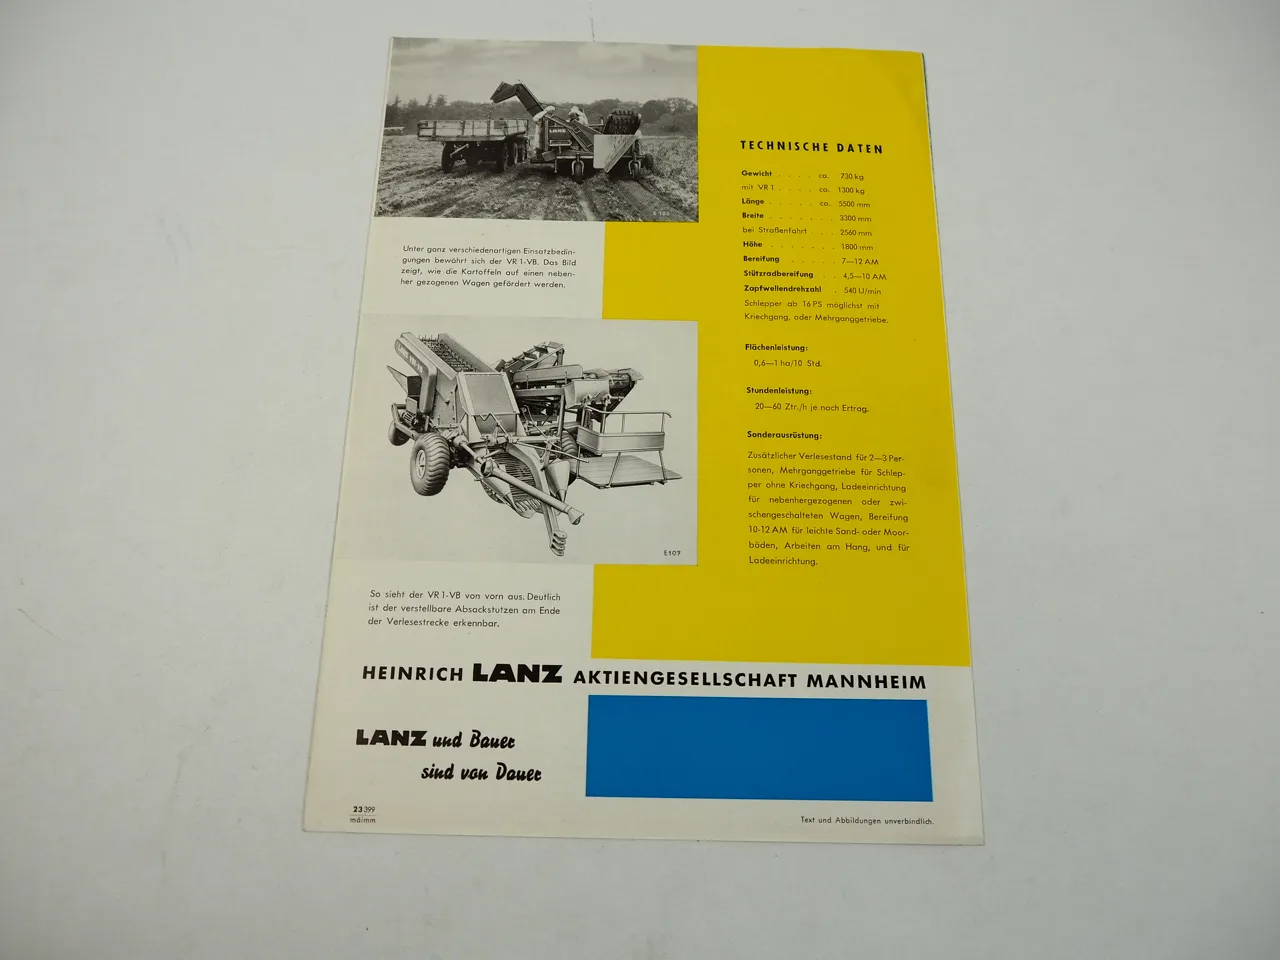 LANZ
E 103
Unter ganz verschiedenartigen Einsatzbedin-
gungen bewährt sich der VR 1-VB. Das Bild
zeigt, wie die Kartoffeln auf einen neben-
her gezogenen Wagen gefördert werden.
E107
So sieht der VR 1-VB von vorn aus. Deutlich
ist der verstellbare Absackstutzen am Ende
der Verlesestrecke erkennbar.
TECHNISCHE DATEN
Gewicht . . . . ca. 730 kg
mit VR 1 . . . . ca. 1300 kg
Länge . . . . . ca. 5500 mm
Breite . . . . . . . 3300 mm
bei Straßenfahrt . . . 2560 mm
Höhe . . . . . . . 1800 mm
Bereifung . . . . . 7—12 AM
Stützradbereifung . . 4,5—10 AM
Zapfwellendrehzahl . 540 U/min
Schlepper ab 16 PS möglichst mit
Kriechgang, oder Mehrganggetriebe.
Flächenleistung:
0,6—1 ha/10 Std.
Stundenleistung:
20—60 Ztr./h je nach Ertrag.
Sonderausrüstung:
Zusätzlicher Verlesestand für 2—3 Per-
sonen, Mehrganggetriebe für Schlep-
per ohne Kriechgang, Ladeeinrichtung
für nebenhergezogenen oder zwi-
schengeschalteten Wagen, Bereifung
10-12 AM für leichte Sand- oder Moor-
böden, Arbeiten am Hang, und für
Ladeeinrichtung.
HEINRICH LANZ AKTIENGESELLSCHAFT MANNHEIM
LANZ und Bauer
sind von Dauer
23 399
mdimm
Text und Abbildungen unverbindlich.